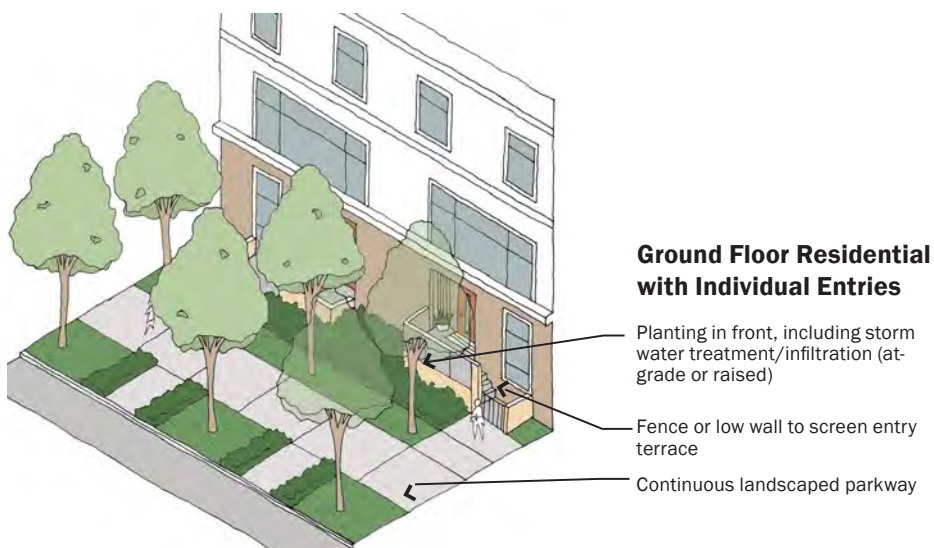 Ground Floor Residential
with Individual Entries
Planting in front, including storm
water treatment/infiltration (at-
grade or raised)
Fence or low wall to screen entry
terrace
Continuous landscaped parkway